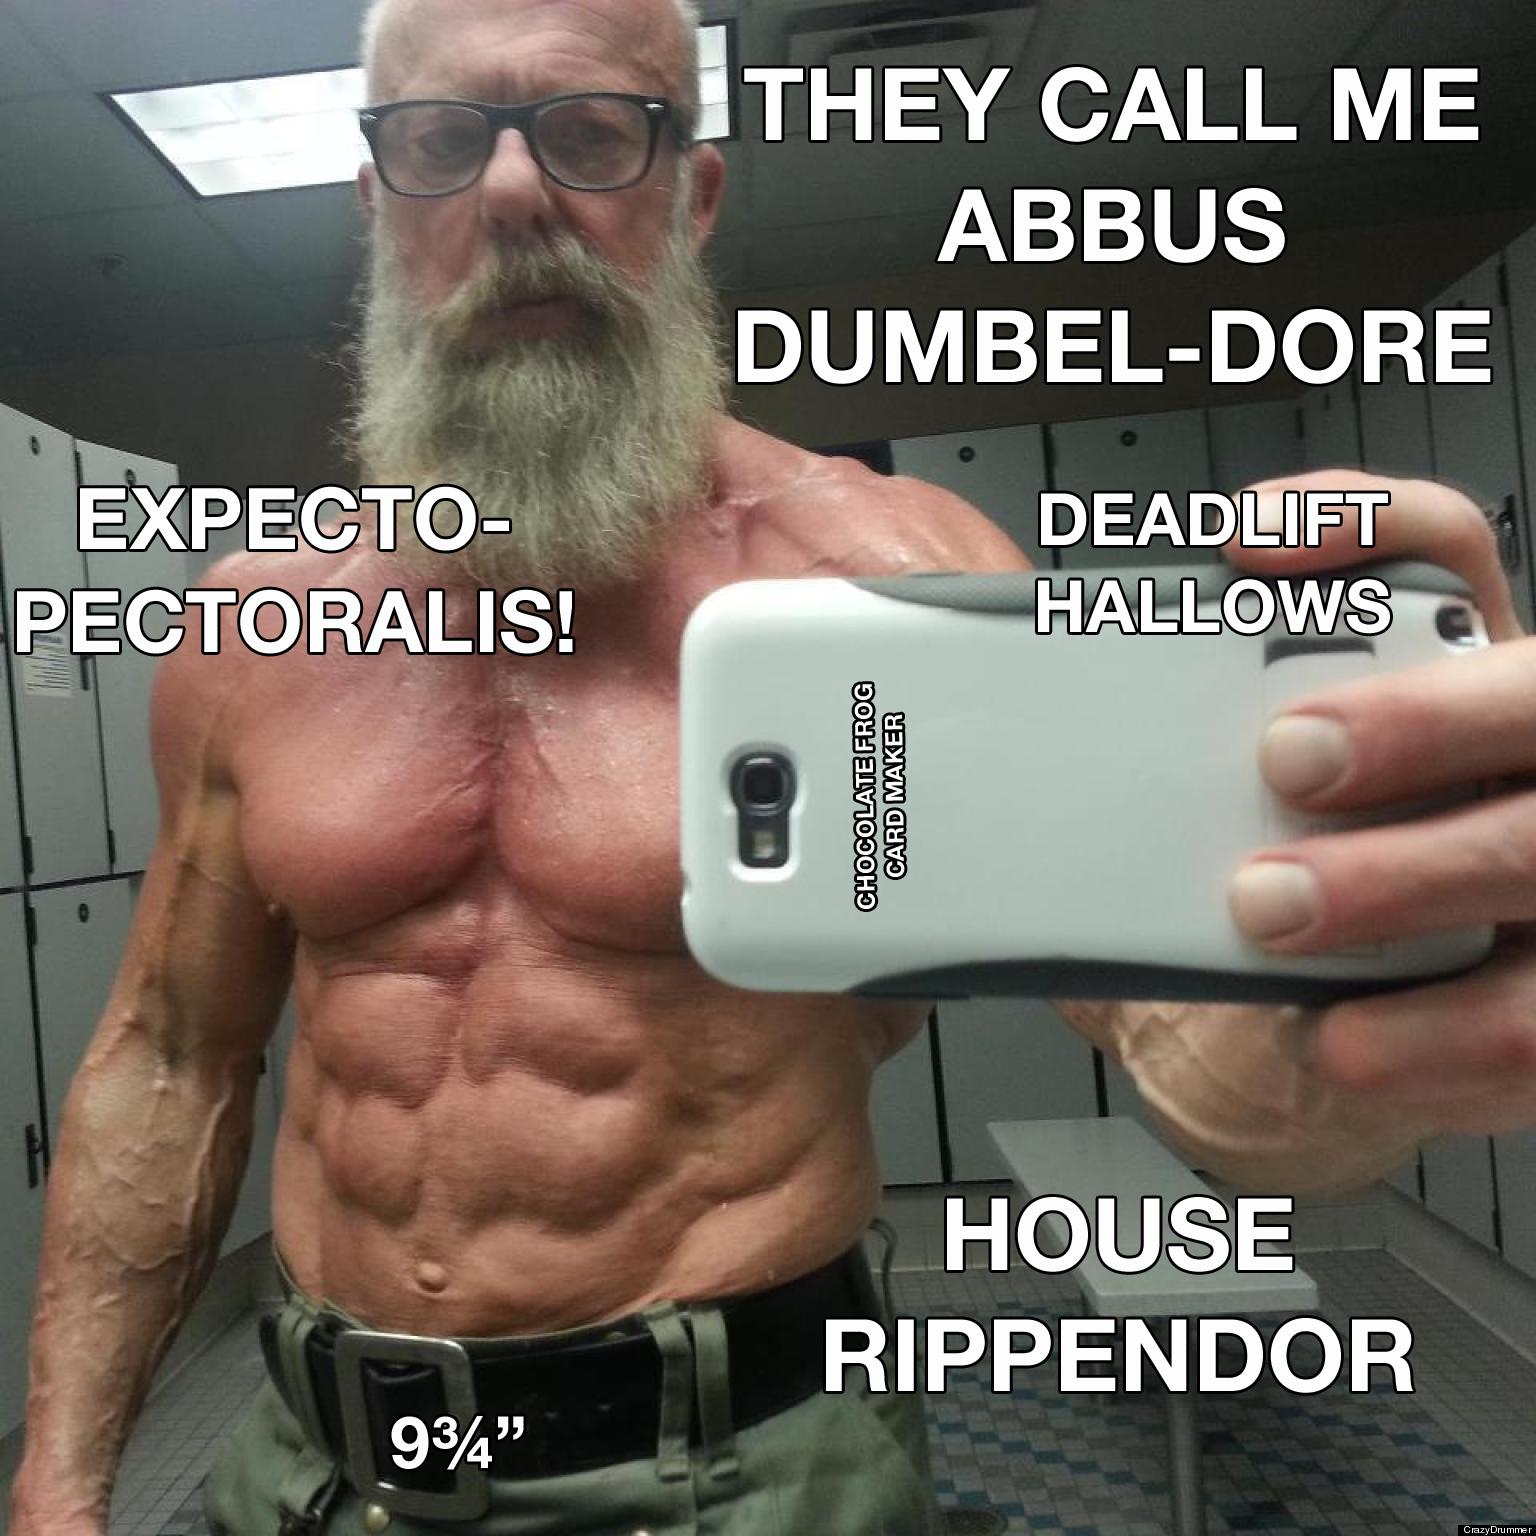 THEY CALL ME
ABBUS
DUMBEL-DORE
EXPECTO-
PECTORALIS!
DEADLIFT
HALLOWS
CHOCOLATE FROG
CARD MAKER
HOUSE
RIPPENDOR
9¾”
CrazyDrummer